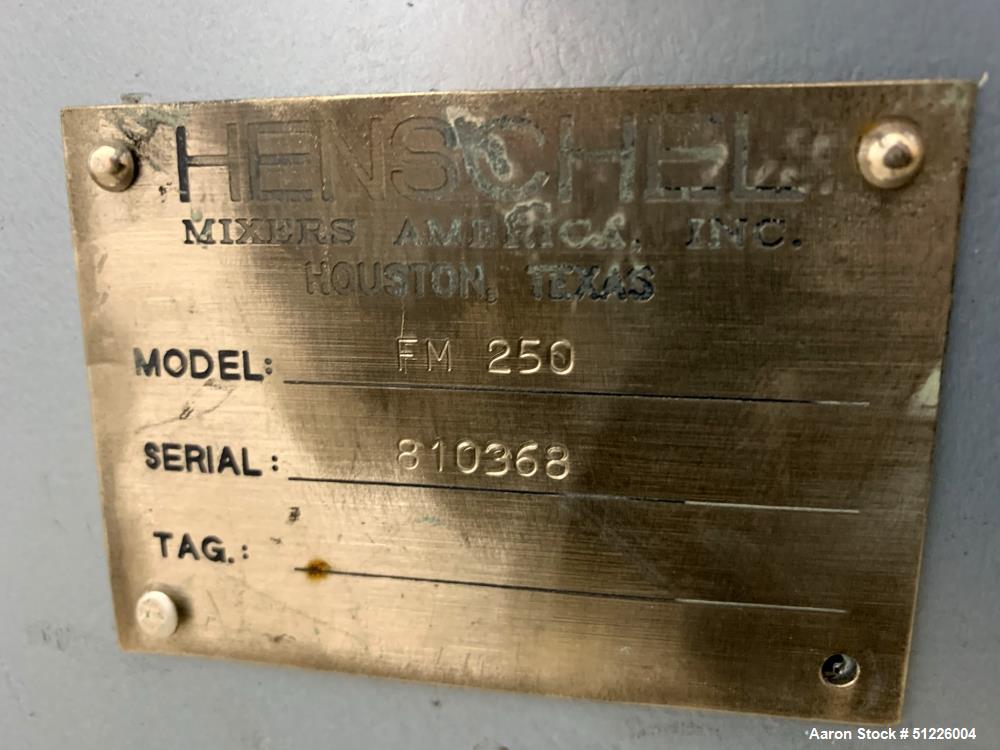 HENSCHEL
MIXERS AMERICA, INC.
HOUSTON, TEXAS
MODEL: FM 250
SERIAL: 810368
TAG.:
Aaron Stock # 51226004